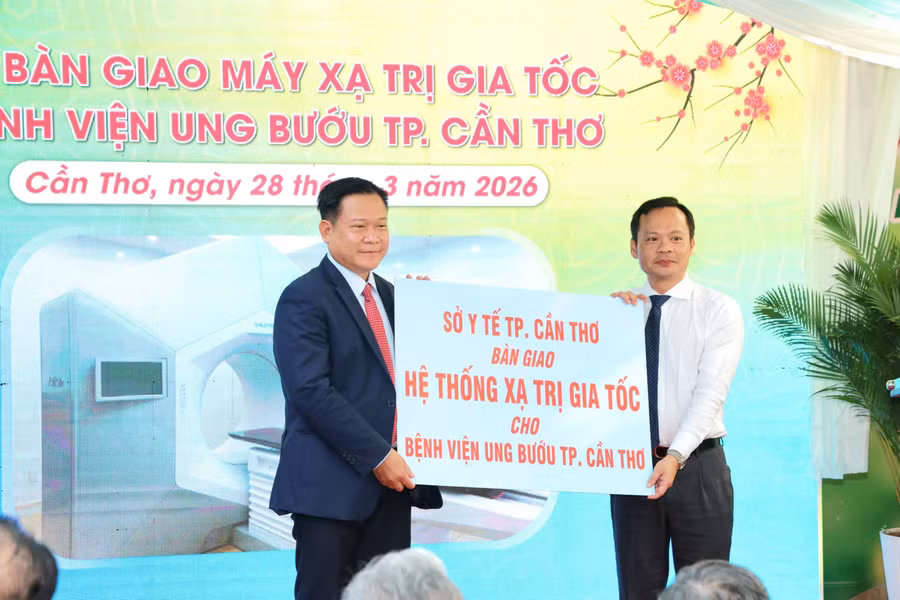 BÀN GIAO MÁY XẠ TRỊ GIA TỐC
NH VIỆN UNG BƯỚU TP. CẦN THƠ
Cần Thơ, ngày 28 thá 3 năm 2026
SỞ Y TẾ TP. CẦN THƠ
BÀN GIAO
HỆ THỐNG XẠ TRỊ GIA TỐC
CHO
BỆNH VIỆN UNG BƯỚU TP. CẦN THƠ